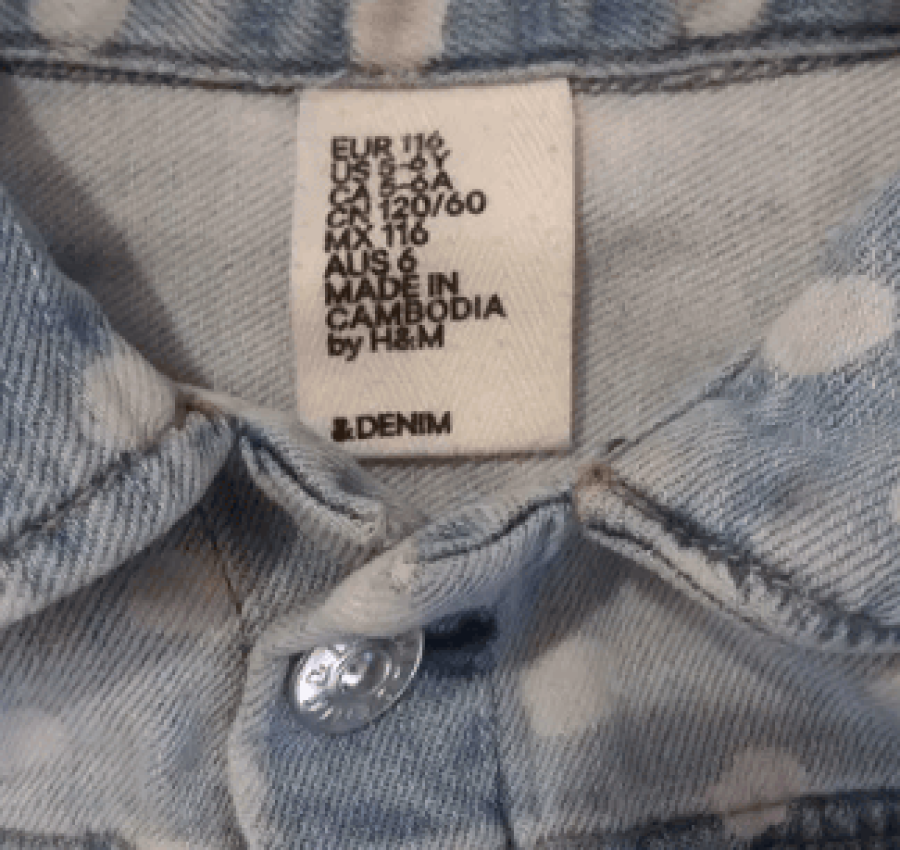 EUR 116
US 5-6Y
CA 5-6A
CN 120/60
MX 116
AUS 6
MADE IN
CAMBODIA
by H&M
&DENIM